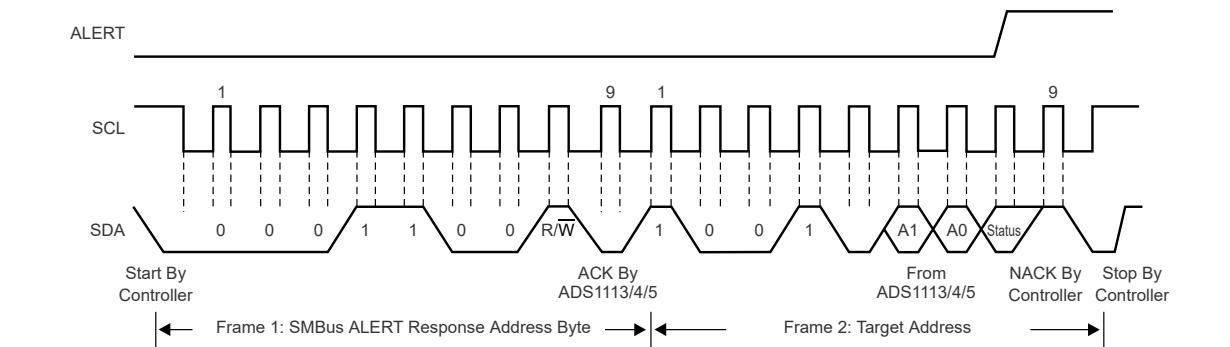 ALERT
1 9 1 9
SCL
SDA 0 0 0 1 1 0 0 R/W 1 0 0 1 A1 A0 Status
Start By
Controller
ACK By
ADS1113/4/5
From
ADS1113/4/5
NACK By
Controller
Stop By
Controller
Frame 1: SMBus ALERT Response Address Byte
Frame 2: Target Address